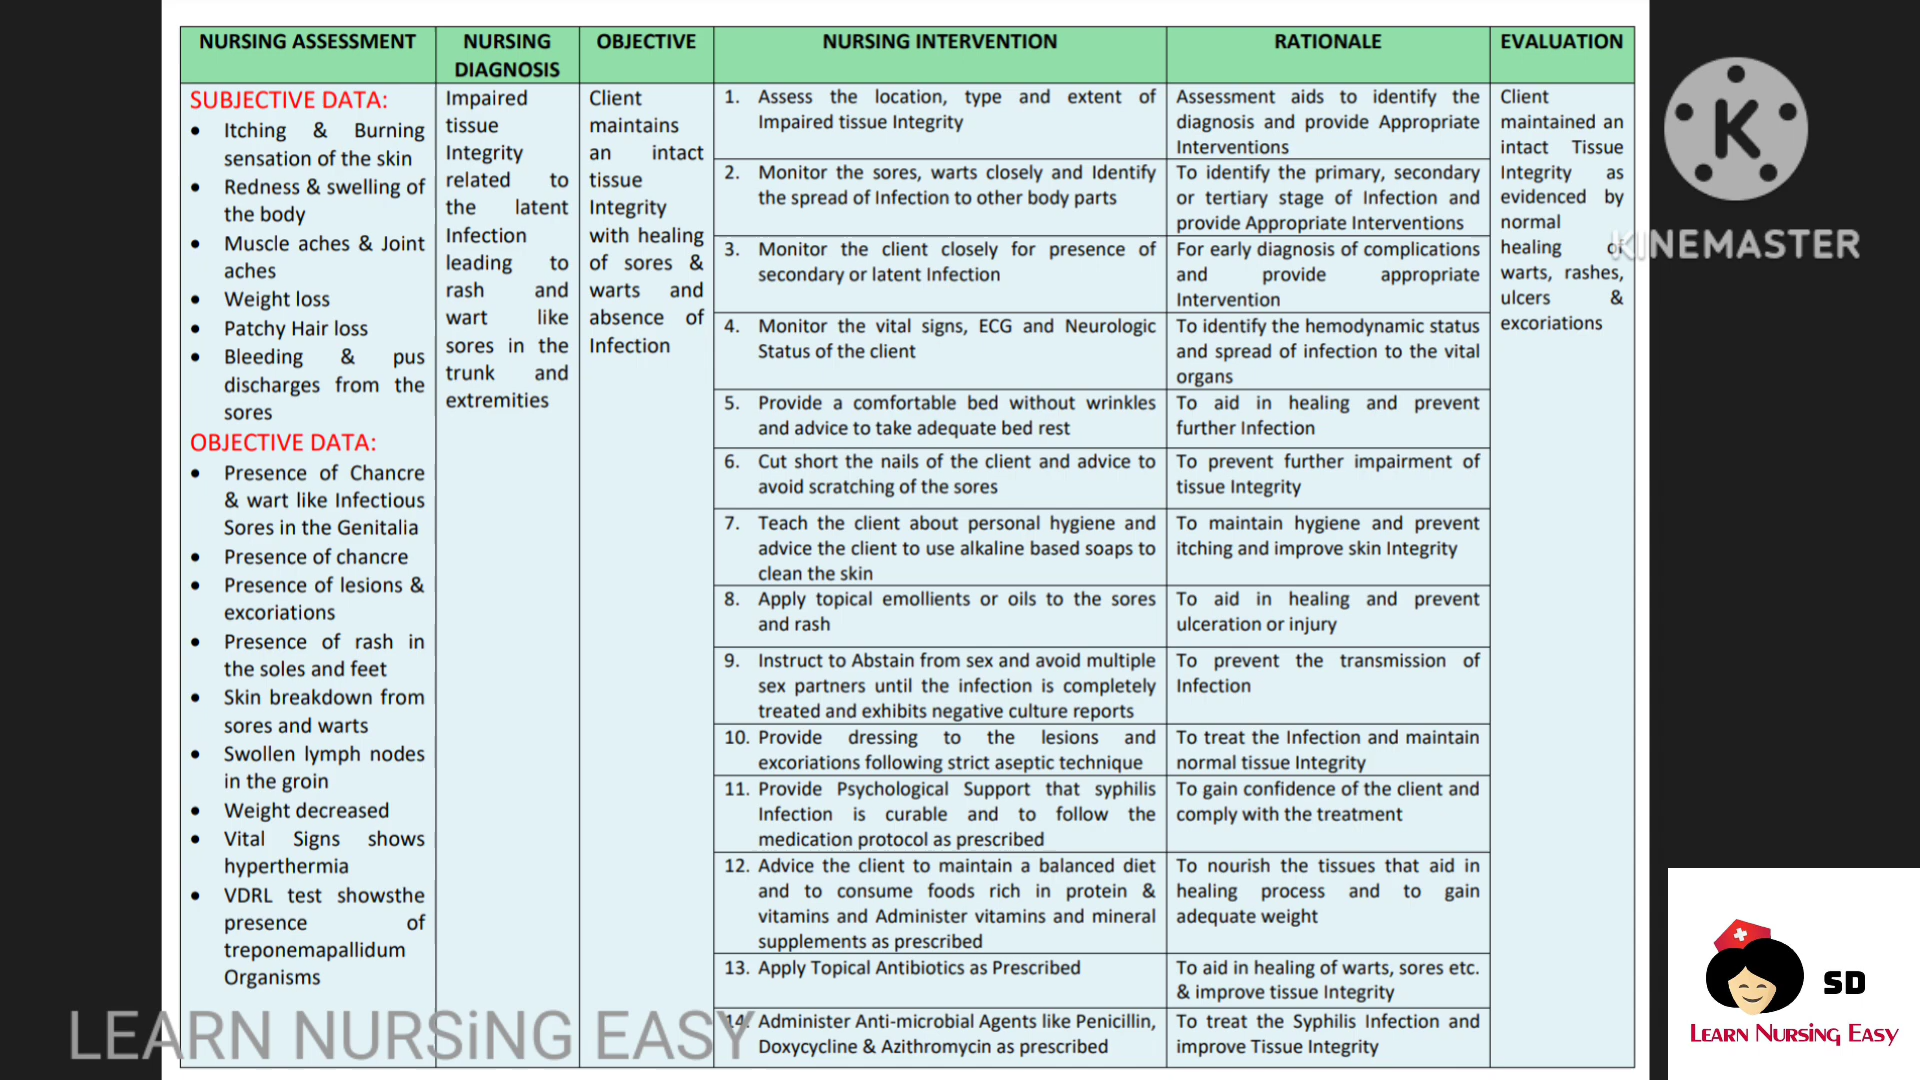 NURSING ASSESSMENT
NURSING
DIAGNOSIS
OBJECTIVE
NURSING INTERVENTION
RATIONALE
EVALUATION
SUBJECTIVE DATA:
• Itching & Burning
sensation of the skin
• Redness & swelling of
the body
• Muscle aches & Joint
aches
• Weight loss
• Patchy Hair loss
• Bleeding & pus
discharges from the
sores
OBJECTIVE DATA:
• Presence of Chancre
& wart like Infectious
Sores in the Genitalia
• Presence of chancre
• Presence of lesions &
excoriations
• Presence of rash in
the soles and feet
• Skin breakdown from
sores and warts
• Swollen lymph nodes
in the groin
• Weight decreased
• Vital Signs shows
hyperthermia
• VDRL test showsthe
presence of
treponemapallidum
Organisms
Impaired
tissue
Integrity
related to
the latent
Infection
leading to
rash and
wart like
sores in the
trunk and
extremities
Client
maintains
an intact
tissue
Integrity
with healing
of sores &
warts and
absence of
Infection
1. Assess the location, type and extent of
Impaired tissue Integrity
Assessment aids to identify the
diagnosis and provide Appropriate
Interventions
2. Monitor the sores, warts closely and Identify
the spread of Infection to other body parts
To identify the primary, secondary
or tertiary stage of Infection and
provide Appropriate Interventions
3. Monitor the client closely for presence of
secondary or latent Infection
For early diagnosis of complications
and provide appropriate
Intervention
4. Monitor the vital signs, ECG and Neurologic
Status of the client
To identify the hemodynamic status
and spread of infection to the vital
organs
5. Provide a comfortable bed without wrinkles
and advice to take adequate bed rest
To aid in healing and prevent
further Infection
6. Cut short the nails of the client and advice to
avoid scratching of the sores
To prevent further impairment of
tissue Integrity
7. Teach the client about personal hygiene and
advice the client to use alkaline based soaps to
clean the skin
To maintain hygiene and prevent
itching and improve skin Integrity
8. Apply topical emollients or oils to the sores
and rash
To aid in healing and prevent
ulceration or injury
9. Instruct to Abstain from sex and avoid multiple
sex partners until the infection is completely
treated and exhibits negative culture reports
To prevent the transmission of
Infection
10. Provide dressing to the lesions and
excoriations following strict aseptic technique
To treat the Infection and maintain
normal tissue Integrity
11. Provide Psychological Support that syphilis
Infection is curable and to follow the
medication protocol as prescribed
To gain confidence of the client and
comply with the treatment
12. Advice the client to maintain a balanced diet
and to consume foods rich in protein &
vitamins and Administer vitamins and mineral
supplements as prescribed
To nourish the tissues that aid in
healing process and to gain
adequate weight
13. Apply Topical Antibiotics as Prescribed
To aid in healing of warts, sores etc.
& improve tissue Integrity
14. Administer Anti-microbial Agents like Penicillin,
Doxycycline & Azithromycin as prescribed
To treat the Syphilis Infection and
improve Tissue Integrity
Client
maintained an
intact Tissue
Integrity as
evidenced by
normal
healing of
warts, rashes,
ulcers &
excoriations
K
KINEMASTER
LEARN NURSiNG EASY
SD
LEARN NURSING EASY